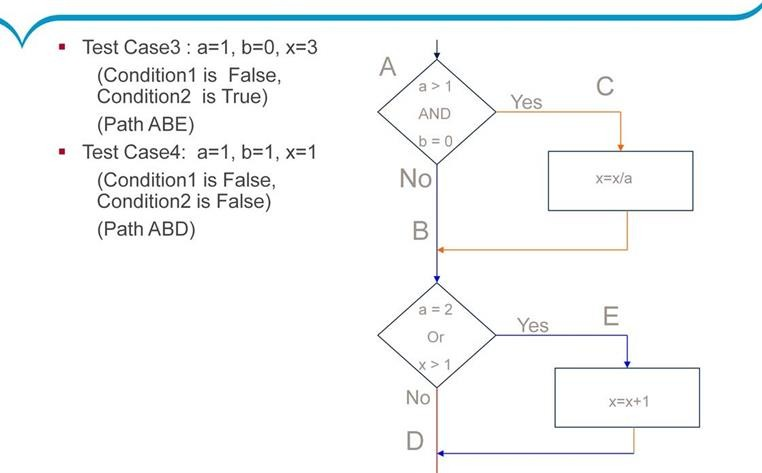 Test Case3 : a=1, b=0, x=3
(Condition1 is False,
Condition2 is True)
(Path ABE)
Test Case4: a=1, b=1, x=1
(Condition1 is False,
Condition2 is False)
(Path ABD)
A
a > 1
AND
b = 0
Yes
C
x=x/a
No
B
a = 2
Or
x > 1
Yes
E
x=x+1
No
D